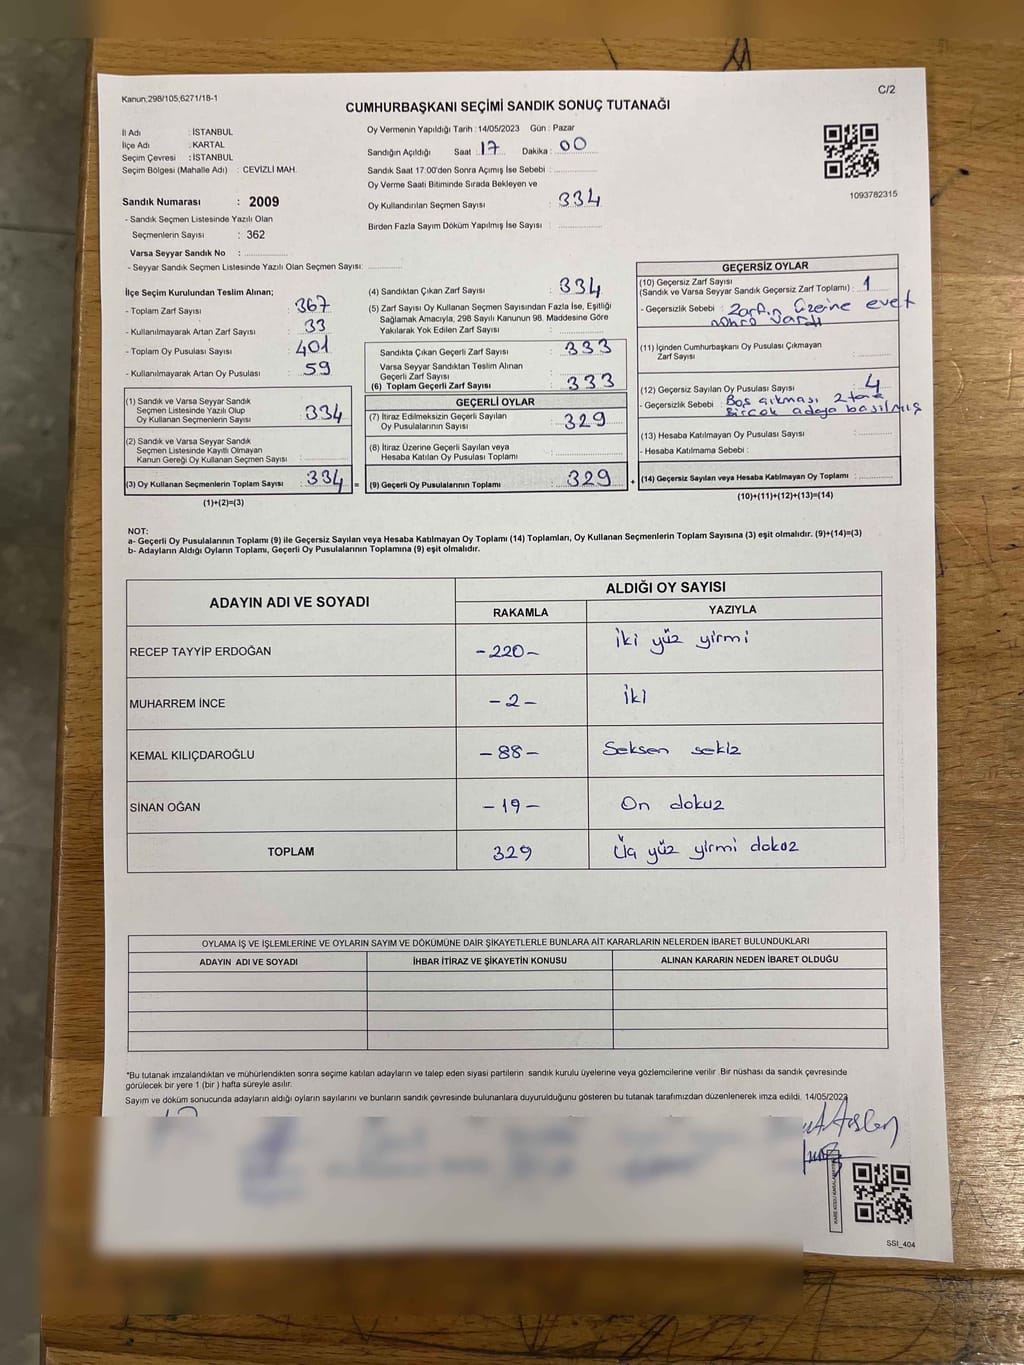 Kanun,298/105,6271/18-1
C/2
CUMHURBAŞKANI SEÇİMİ SANDIK SONUÇ TUTANAĞI
İl Adı : İSTANBUL
İlçe Adı : KARTAL
Seçim Çevresi : İSTANBUL
Seçim Bölgesi (Mahalle Adı) : CEVİZLİ MAH.
Sandık Numarası : 2009
- Sandık Seçmen Listesinde Yazılı Olan
Seçmenlerin Sayısı : 362
Varsa Seyyar Sandık No :
- Seyyar Sandık Seçmen Listesinde Yazılı Olan Seçmen Sayısı:
Oy Vermenin Yapıldığı Tarih : 14/05/2023 Gün : Pazar
Sandığın Açıldığı Saat : 17 Dakika : 00
Sandık Saat 17:00'den Sonra Açımış İse Sebebi :
Oy Verme Saati Bitiminde Sırada Bekleyen ve
Oy Kullandırılan Seçmen Sayısı : 334
Birden Fazla Sayım Döküm Yapılmış İse Sayısı :
1093782315
İlçe Seçim Kurulundan Teslim Alınan;
- Toplam Zarf Sayısı : 367
- Kullanılmayarak Artan Zarf Sayısı : 33
- Toplam Oy Pusulası Sayısı : 401
- Kullanılmayarak Artan Oy Pusulası : 59
(1) Sandık ve Varsa Seyyar Sandık
Seçmen Listesinde Yazılı Olup
Oy Kullanan Seçmenlerin Sayısı : 334
(2) Sandık ve Varsa Seyyar Sandık
Seçmen Listesinde Kayıtlı Olmayan
Kanun Gereği Oy Kullanan Seçmen Sayısı :
(3) Oy Kullanan Seçmenlerin Toplam Sayısı : 334 =
(1)+(2)=(3)
(4) Sandıktan Çıkan Zarf Sayısı : 334
(5) Zarf Sayısı Oy Kullanan Seçmen Sayısından Fazla İse, Eşitliği
Sağlamak Amacıyla, 298 Sayılı Kanunun 98. Maddesine Göre
Yakılarak Yok Edilen Zarf Sayısı :
Sandıkta Çıkan Geçerli Zarf Sayısı : 333
Varsa Seyyar Sandıktan Teslim Alınan
Geçerli Zarf Sayısı :
(6) Toplam Geçerli Zarf Sayısı : 333
GEÇERLİ OYLAR
(7) İtiraz Edilmeksizin Geçerli Sayılan
Oy Pusulalarının Sayısı : 329
(8) İtiraz Üzerine Geçerli Sayılan veya
Hesaba Katılan Oy Pusulası Toplamı :
(9) Geçerli Oy Pusulalarının Toplamı : 329 +
GEÇERSİZ OYLAR
(10) Geçersiz Zarf Sayısı
(Sandık ve Varsa Seyyar Sandık Geçersiz Zarf Toplamı) : 1
- Geçersizlik Sebebi : Zarfın üzerine evet
mührü vardı
(11) İçinden Cumhurbaşkanı Oy Pusulası Çıkmayan
Zarf Sayısı :
(12) Geçersiz Sayılan Oy Pusulası Sayısı : 4
- Geçersizlik Sebebi : Boş çıkması 2 tane
Birçok adaya basılmış
(13) Hesaba Katılmayan Oy Pusulası Sayısı :
- Hesaba Katılmama Sebebi :
(14) Geçersiz Sayılan veya Hesaba Katılmayan Oy Toplamı :
(10)+(11)+(12)+(13)=(14)
NOT:
a- Geçerli Oy Pusulalarının Toplamı (9) ile Geçersiz Sayılan veya Hesaba Katılmayan Oy Toplamı (14) Toplamları, Oy Kullanan Seçmenlerin Toplam Sayısına (3) eşit olmalıdır. (9)+(14)=(3)
b- Adayların Aldığı Oyların Toplamı, Geçerli Oy Pusulalarının Toplamına (9) eşit olmalıdır.
ADAYIN ADI VE SOYADI
ALDIĞI OY SAYISI
RAKAMLA YAZIYLA
RECEP TAYYİP ERDOĞAN -220- İki yüz yirmi
MUHARREM İNCE -2- İki
KEMAL KILIÇDAROĞLU -88- Seksen sekiz
SİNAN OĞAN -19- On dokuz
TOPLAM 329 Üç yüz yirmi dokuz
OYLAMA İŞ VE İŞLEMLERİNE VE OYLARIN SAYIM VE DÖKÜMÜNE DAİR ŞİKAYETLERLE BUNLARA AİT KARARLARIN NELERDEN İBARET BULUNDUKLARI
ADAYIN ADI VE SOYADI İHBAR İTİRAZ VE ŞİKAYETİN KONUSU ALINAN KARARIN NEDEN İBARET OLDUĞU
*Bu tutanak imzalandıktan ve mühürlendikten sonra seçime katılan adayların ve talep eden siyasi partilerin sandık kurulu üyelerine veya gözlemcilerine verilir .Bir nüshası da sandık çevresinde
görülecek bir yere 1 (bir ) hafta süreyle asılır.
Sayım ve döküm sonucunda adayların aldığı oyların sayılarını ve bunların sandık çevresinde bulunanlara duyurulduğunu gösteren bu tutanak tarafımızdan düzenlenerek imza edildi. 14/05/2023
SSI_404